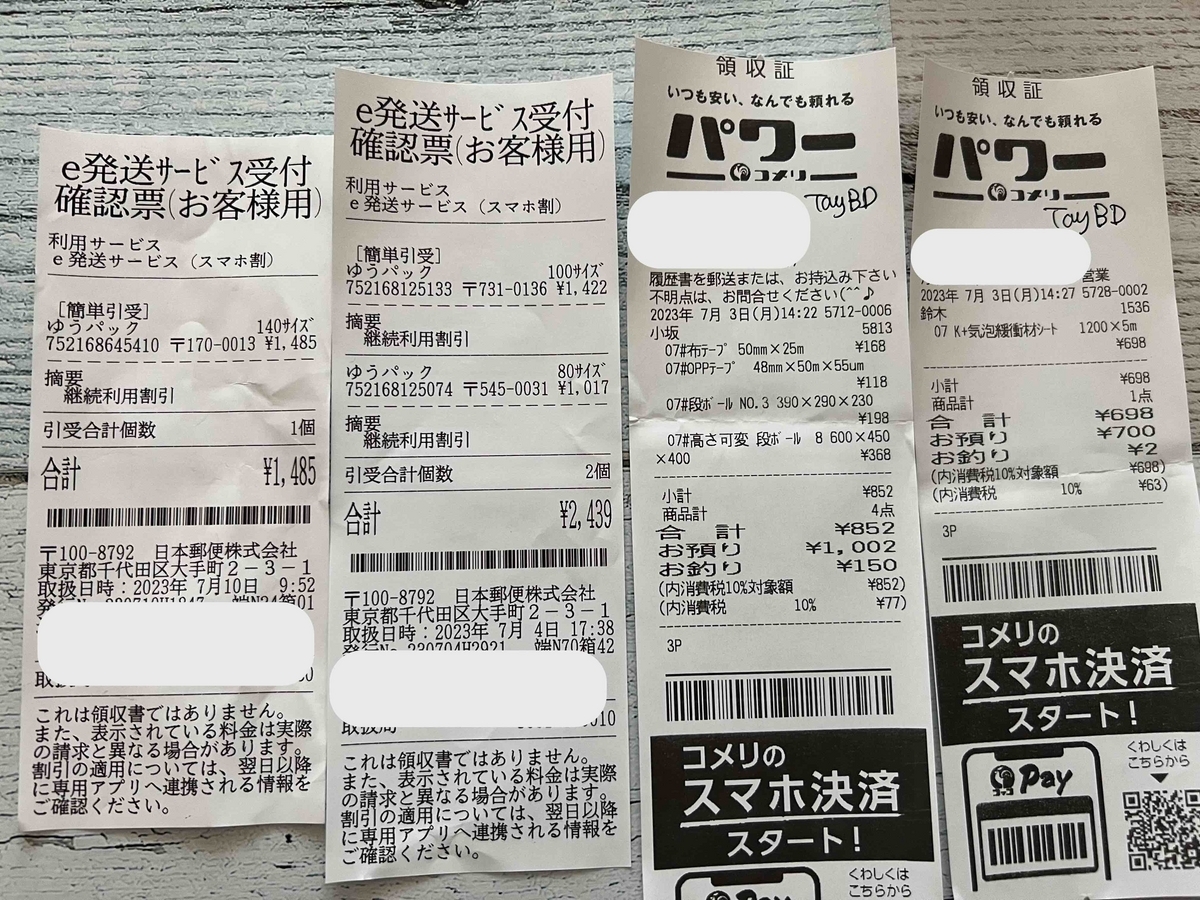 e発送ｻｰﾋﾞｽ受付
確認票(お客様用)
利用サービス
e発送サービス（スマホ割）
［簡単引受］
ゆうパック 140ｻｲｽﾞ
752168645410 〒170-0013 ¥1,485
摘要
継続利用割引
引受合計個数 1個
合計 ¥1,485
〒100-8792 日本郵便株式会社
東京都千代田区大手町２−３−１
取扱日時：2023年 7月10日 9:52
これは領収書ではありません。
また、表示されている料金は実際
の請求と異なる場合があります。
割引の適用については、翌日以降
に専用アプリへ連携される情報を
ご確認ください。
e発送ｻｰﾋﾞｽ受付
確認票(お客様用)
利用サービス
e発送サービス（スマホ割）
［簡単引受］
ゆうパック 100ｻｲｽﾞ
752168125133 〒731-0136 ¥1,422
摘要
継続利用割引
ゆうパック 80ｻｲｽﾞ
752168125074 〒545-0031 ¥1,017
摘要
継続利用割引
引受合計個数 2個
合計 ¥2,439
〒100-8792 日本郵便株式会社
東京都千代田区大手町２−３−１
取扱日時：2023年 7月 4日 17:38
発行No.230704H2921 端N70箱42
これは領収書ではありません。
また、表示されている料金は実際
の請求と異なる場合があります。
割引の適用については、翌日以降
に専用アプリへ連携される情報を
ご確認ください。
領収証
いつも安い、なんでも頼れる
パワー
コメリ
TayBD
履歴書を郵送または、お持込み下さい
不明点は、お問合せください(^^♪
2023年 7月 3日(月)14:22 5712-0006
小坂 5813
07#布ﾃｰﾌﾟ 50mm×25m ¥168
07#OPPﾃｰﾌﾟ 48mm×50m×55um
¥118
07#段ﾎﾞｰﾙ NO.3 390×290×230
¥198
07#高さ可変 段ﾎﾞｰﾙ 8 600×450
×400 ¥368
小計 ¥852
商品計 4点
合計 ¥852
お預り ¥1,002
お釣り ¥150
(内消費税10%対象額 ¥852)
(内消費税 10% ¥77)
3P
コメリの
スマホ決済
スタート！
Pay
くわしくは
こちらから
領収証
いつも安い、なんでも頼れる
パワー
コメリ
TayBD
営業
2023年 7月 3日(月)14:27 5728-0002
鈴木 1536
07 K+気泡緩衝材ｼｰﾄ 1200×5m
¥698
小計 ¥698
商品計 1点
合計 ¥698
お預り ¥700
お釣り ¥2
(内消費税10%対象額 ¥698)
(内消費税 10% ¥63)
3P
コメリの
スマホ決済
スタート！
Pay
くわしくは
こちらから